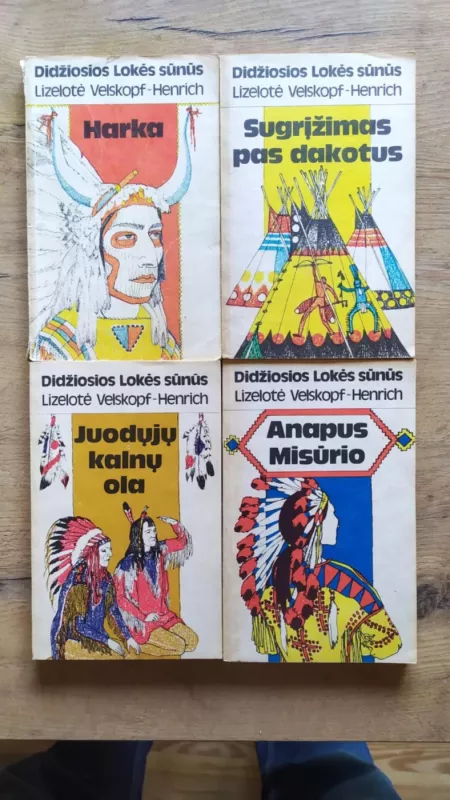 Didžiosios Lokės sūnūs
Lizelotė Velskopf-Henrich
Harka
Didžiosios Lokės sūnūs
Lizelotė Velskopf-Henrich
Sugrįžimas
pas dakotus
Didžiosios Lokės sūnūs
Lizelotė Velskopf-Henrich
Juodųjų
kalnų
ola
Didžiosios Lokės sūnūs
Lizelotė Velskopf-Henrich
Anapus
Misūrio